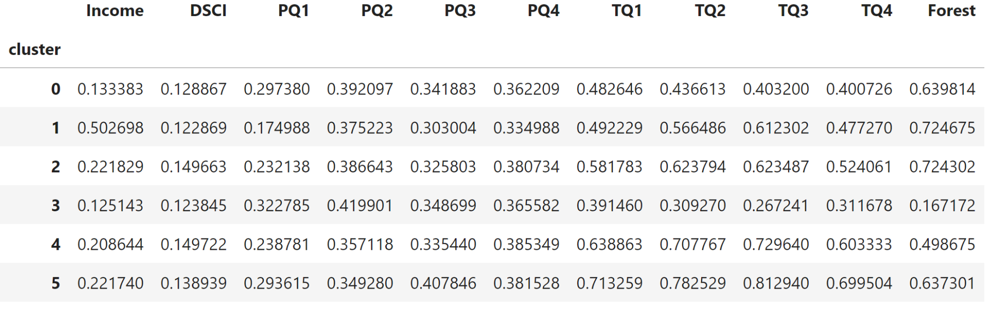 Income DSCI PQ1 PQ2 PQ3 PQ4 TQ1 TQ2 TQ3 TQ4 Forest
cluster
0 0.133383 0.128867 0.297380 0.392097 0.341883 0.362209 0.482646 0.436613 0.403200 0.400726 0.639814
1 0.502698 0.122869 0.174988 0.375223 0.303004 0.334988 0.492229 0.566486 0.612302 0.477270 0.724675
2 0.221829 0.149663 0.232138 0.386643 0.325803 0.380734 0.581783 0.623794 0.623487 0.524061 0.724302
3 0.125143 0.123845 0.322785 0.419901 0.348699 0.365582 0.391460 0.309270 0.267241 0.311678 0.167172
4 0.208644 0.149722 0.238781 0.357118 0.335440 0.385349 0.638863 0.707767 0.729640 0.603333 0.498675
5 0.221740 0.138939 0.293615 0.349280 0.407846 0.381528 0.713259 0.782529 0.812940 0.699504 0.637301